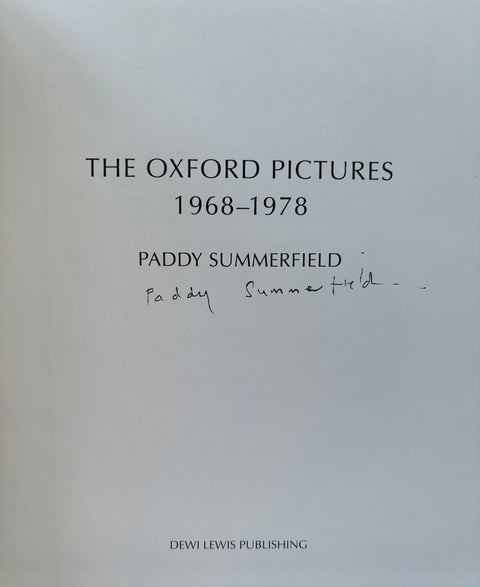 THE OXFORD PICTURES
1968–1978
PADDY SUMMERFIELD
Paddy Summerfield
DEWI LEWIS PUBLISHING